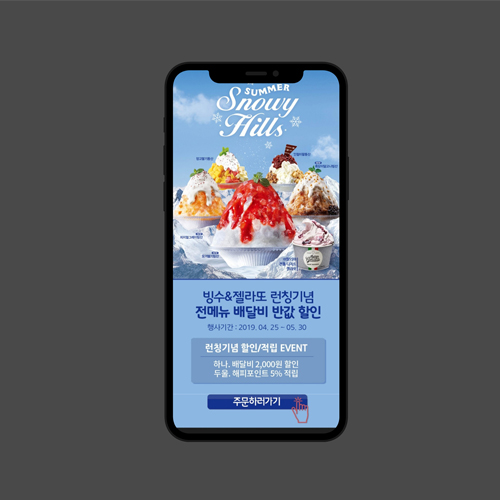 SUMMER
Snowy
Hills
빙수&젤라또 런칭기념
전메뉴 배달비 반값 할인
행사기간 : 2019. 04. 25 ~ 05. 30
런칭기념 할인/적립 EVENT
하나. 배달비 2,000원 할인
두울. 해피포인트 5% 적립
주문하러가기